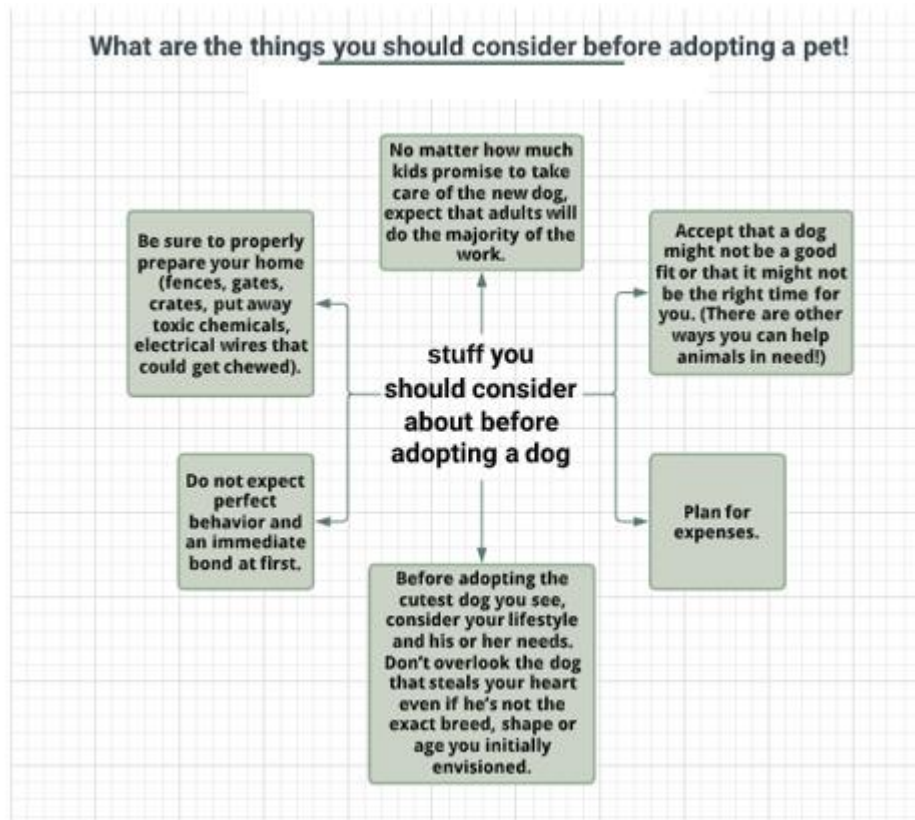 What are the things you should consider before adopting a pet!
No matter how much
kids promise to take
care of the new dog,
expect that adults will
do the majority of the
work.
Be sure to properly
prepare your home
(fences, gates,
crates, put away
toxic chemicals,
electrical wires that
could get chewed).
Accept that a dog
might not be a good
fit or that it might not
be the right time for
you. (There are other
ways you can help
animals in need!)
stuff you
should consider
about before
adopting a dog
Do not expect
perfect
behavior and
an immediate
bond at first.
Plan for
expenses.
Before adopting the
cutest dog you see,
consider your lifestyle
and his or her needs.
Don't overlook the dog
that steals your heart
even if he's not the
exact breed, shape or
age you initially
envisioned.